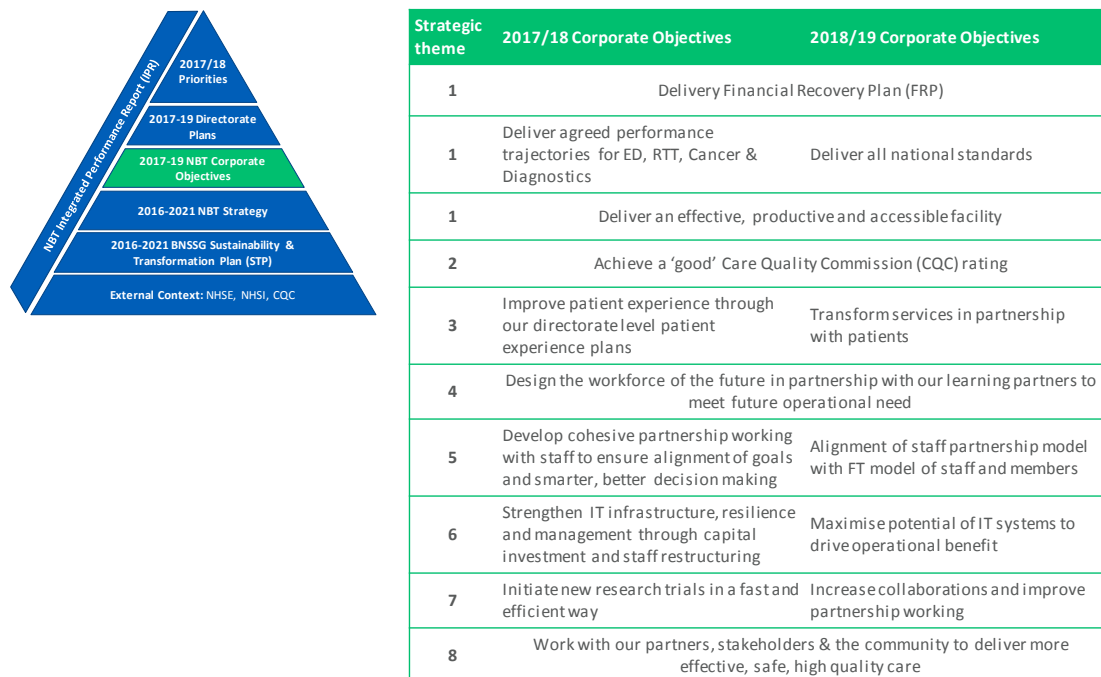 NBT Integrated Performance Report (IPR)
2017/18
Priorities
2017-19 Directorate
Plans
2017-19 NBT Corporate
Objectives
2016-2021 NBT Strategy
2016-2021 BNSSG Sustainability &
Transformation Plan (STP)
External Context: NHSE, NHSI, CQC
Strategic
theme
2017/18 Corporate Objectives
2018/19 Corporate Objectives
1
Delivery Financial Recovery Plan (FRP)
1
Deliver agreed performance
trajectories for ED, RTT, Cancer &
Diagnostics
Deliver all national standards
1
Deliver an effective, productive and accessible facility
2
Achieve a ‘good’ Care Quality Commission (CQC) rating
3
Improve patient experience through
our directorate level patient
experience plans
Transform services in partnership
with patients
4
Design the workforce of the future in partnership with our learning partners to
meet future operational need
5
Develop cohesive partnership working
with staff to ensure alignment of goals
and smarter, better decision making
Alignment of staff partnership model
with FT model of staff and members
6
Strengthen IT infrastructure, resilience
and management through capital
investment and staff restructuring
Maximise potential of IT systems to
drive operational benefit
7
Initiate new research trials in a fast and
efficient way
Increase collaborations and improve
partnership working
8
Work with our partners, stakeholders & the community to deliver more
effective, safe, high quality care